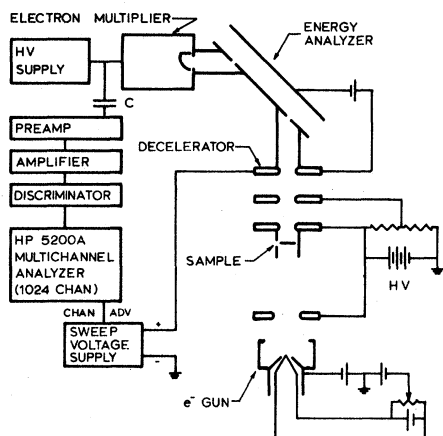 ELECTRON MULTIPLIER
ENERGY
ANALYZER
HV
SUPPLY
C
PREAMP
AMPLIFIER
DECELERATOR
DISCRIMINATOR
HP 5200A
MULTICHANNEL
ANALYZER
(1024 CHAN)
SAMPLE
HV
CHAN ADV
SWEEP
VOLTAGE
SUPPLY
+
-
e⁻ GUN